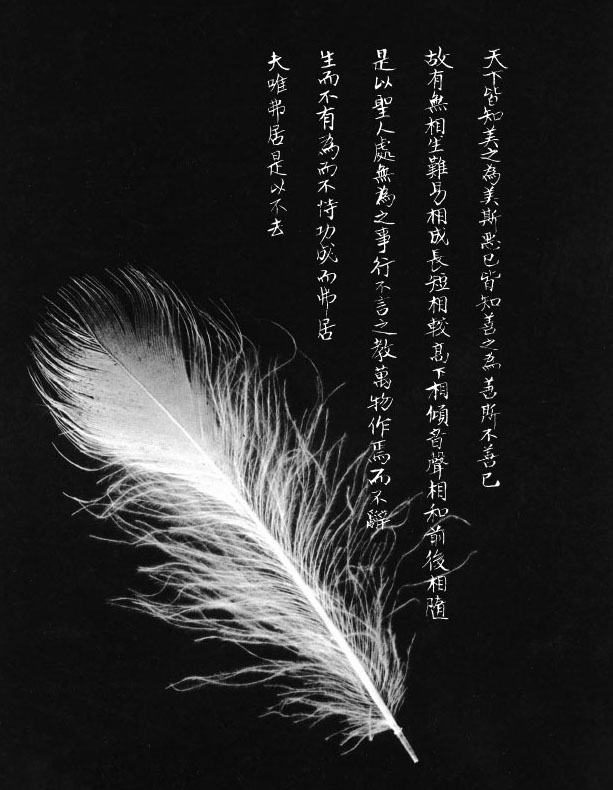 天下皆知美之為美斯惡已皆知善之為善斯不善已
故有無相生難易相成長短相較高下相傾音聲相和前後相隨
是以聖人處無為之事行不言之教萬物作焉而不辭
生而不有為而不恃功成而弗居
夫唯弗居是以不去